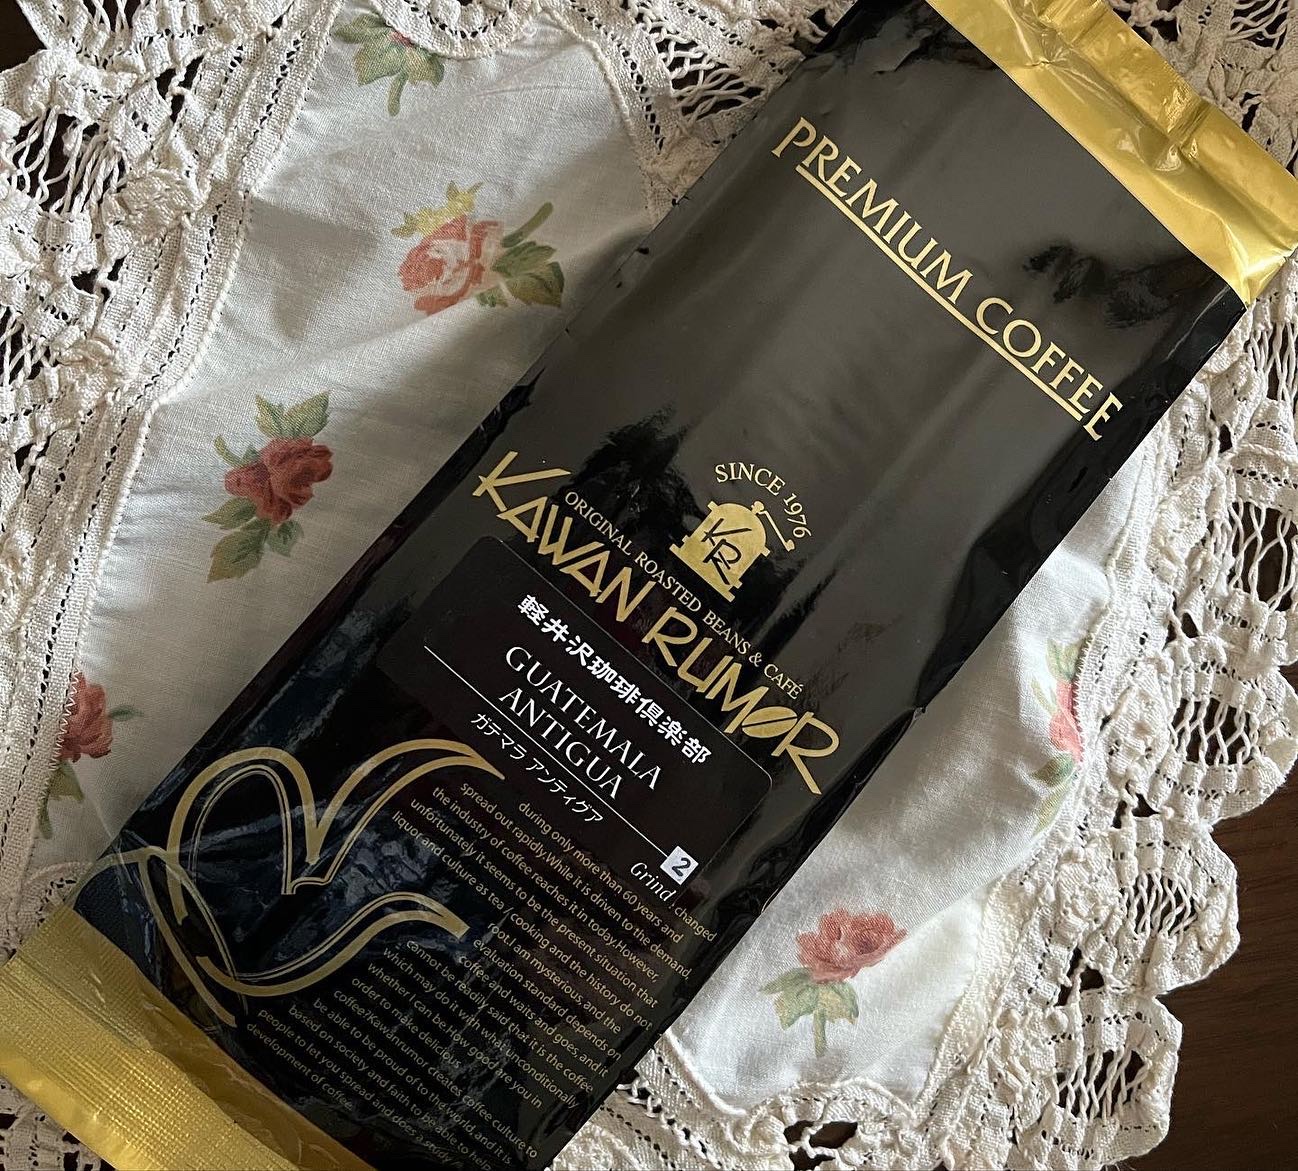 PREMIUM COFFEE
SINCE 1976
KR
ORIGINAL ROASTED BEANS & CAFÉ
KAWAN RUMOR
軽井沢珈琲倶楽部
GUATEMALA
ANTIGUA
ガテマラ アンティグア
2
Grind
during only more than 60 years and changed
spread out rapidly.While it is driven to the demand,
the industry of coffee reaches it in today.However,
unfortunately it seems to be the present situation that
liquor and culture as tea /cooking and the history do not
root.I am mysterious,and the
evaluation standard depends on
coffee and waits and goes and it
cannot be readily said that it is the coffee
which may do it with what unconditionally
whether I can be.How good are you in
order to make delicious
coffee?Kawanrumor creates coffee culture to
be able to be proud of to the world,and it is
based on society and faith to be able to help
people to let you spread and does a study
development of coffee.